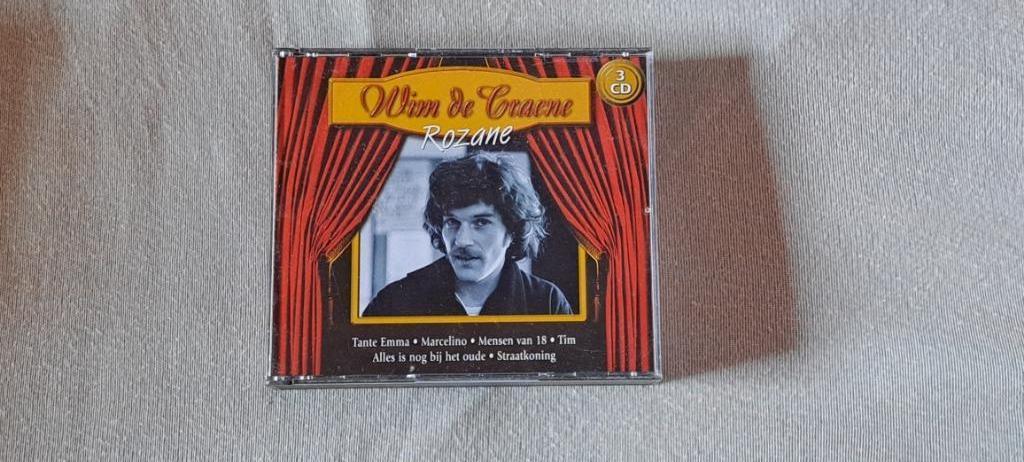 3
CD
Wim de Craene
Rozane
Tante Emma • Marcelino • Mensen van 18 • Tim
Alles is nog bij het oude • Straatkoning